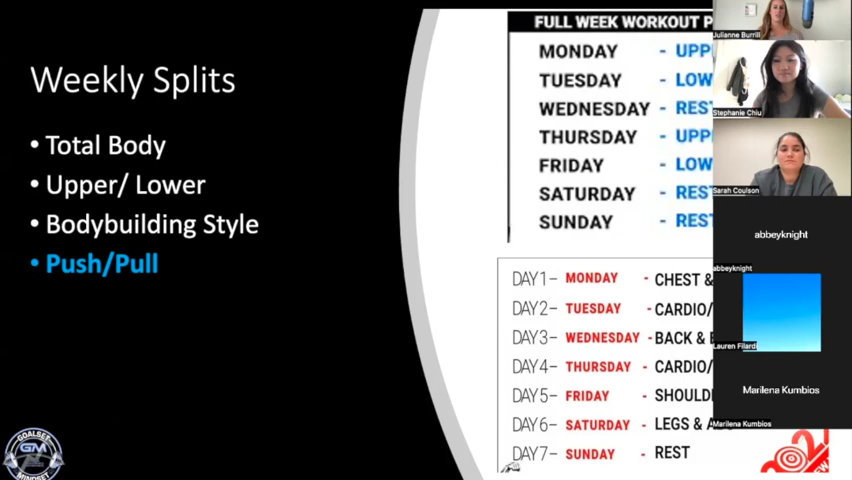 Weekly Splits
• Total Body
• Upper/ Lower
• Bodybuilding Style
• Push/Pull
FULL WEEK WORKOUT P
MONDAY - UPP
TUESDAY - LOW
WEDNESDAY - REST
THURSDAY - UPP
FRIDAY - LOW
SATURDAY - REST
SUNDAY - REST
DAY1– MONDAY - CHEST &
DAY2– TUESDAY - CARDIO/
DAY3– WEDNESDAY - BACK &
DAY4– THURSDAY - CARDIO/
DAY5– FRIDAY - SHOULD
DAY6– SATURDAY - LEGS & A
DAY7– SUNDAY - REST
Julianne Burrill
Stephanie Chiu
Sarah Coulson
abbeyknight
abbeyknight
Lauren Filardi
Marilena Kumbios
Marilena Kumbios
GOALSET
GM
MINDSET